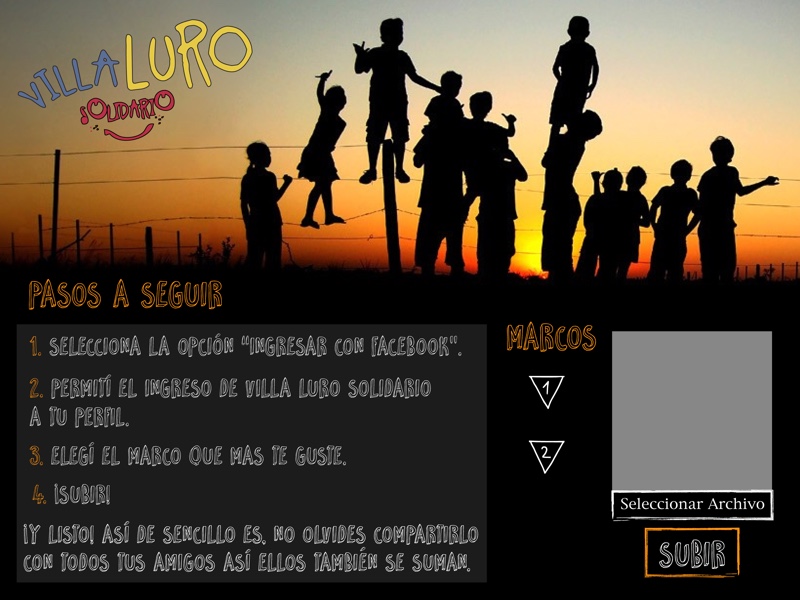 VILLA LURO
SOLIDARIO
PASOS A SEGUIR
1. SELECCIONA LA OPCIÓN "INGRESAR CON FACEBOOK".
2. PERMITÍ EL INGRESO DE VILLA LURO SOLIDARIO
A TU PERFIL.
3. ELEGÍ EL MARCO QUE MAS TE GUSTE.
4. ¡SUBIR!
¡Y LISTO! ASÍ DE SENCILLO ES, NO OLVIDES COMPARTIRLO
CON TODOS TUS AMIGOS ASÍ ELLOS TAMBIÉN SE SUMAN.
MARCOS
1
2
Seleccionar Archivo
SUBIR